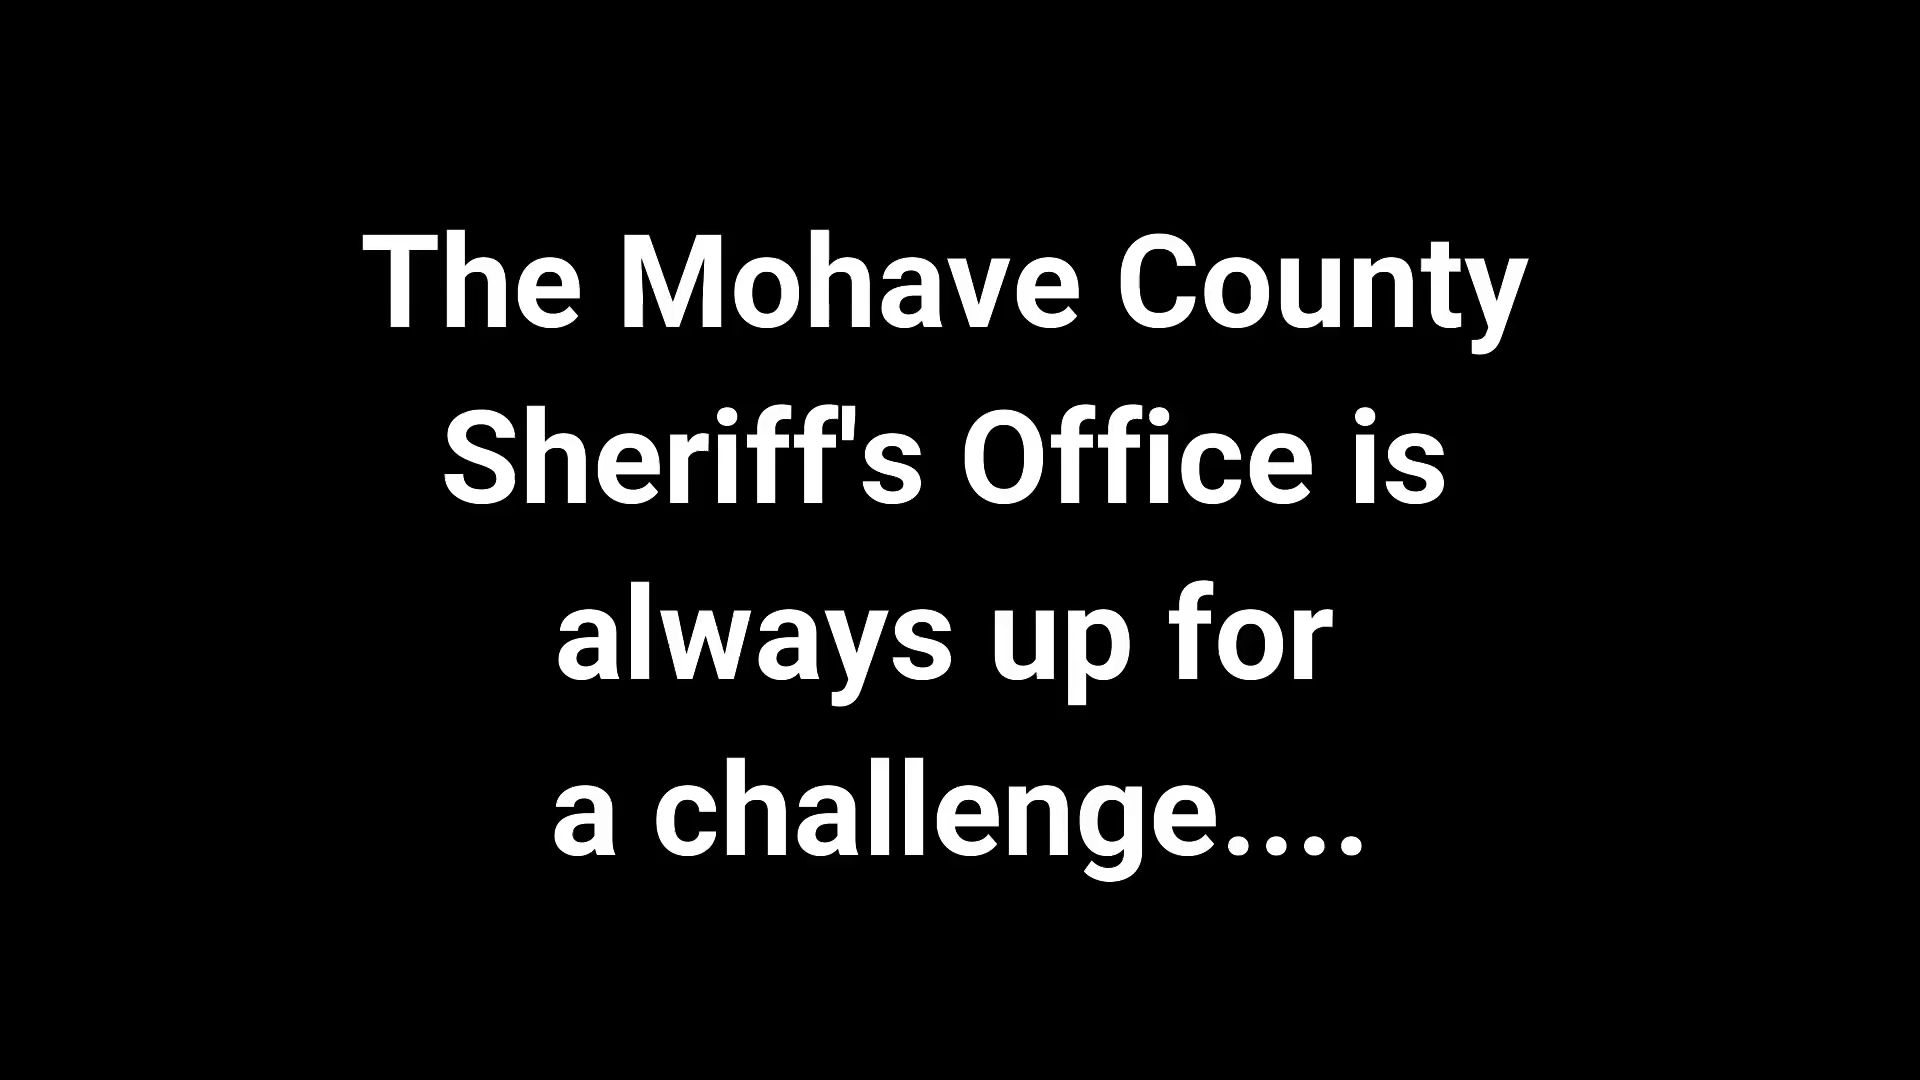 The Mohave County
Sheriff's Office is
always up for
a challenge....